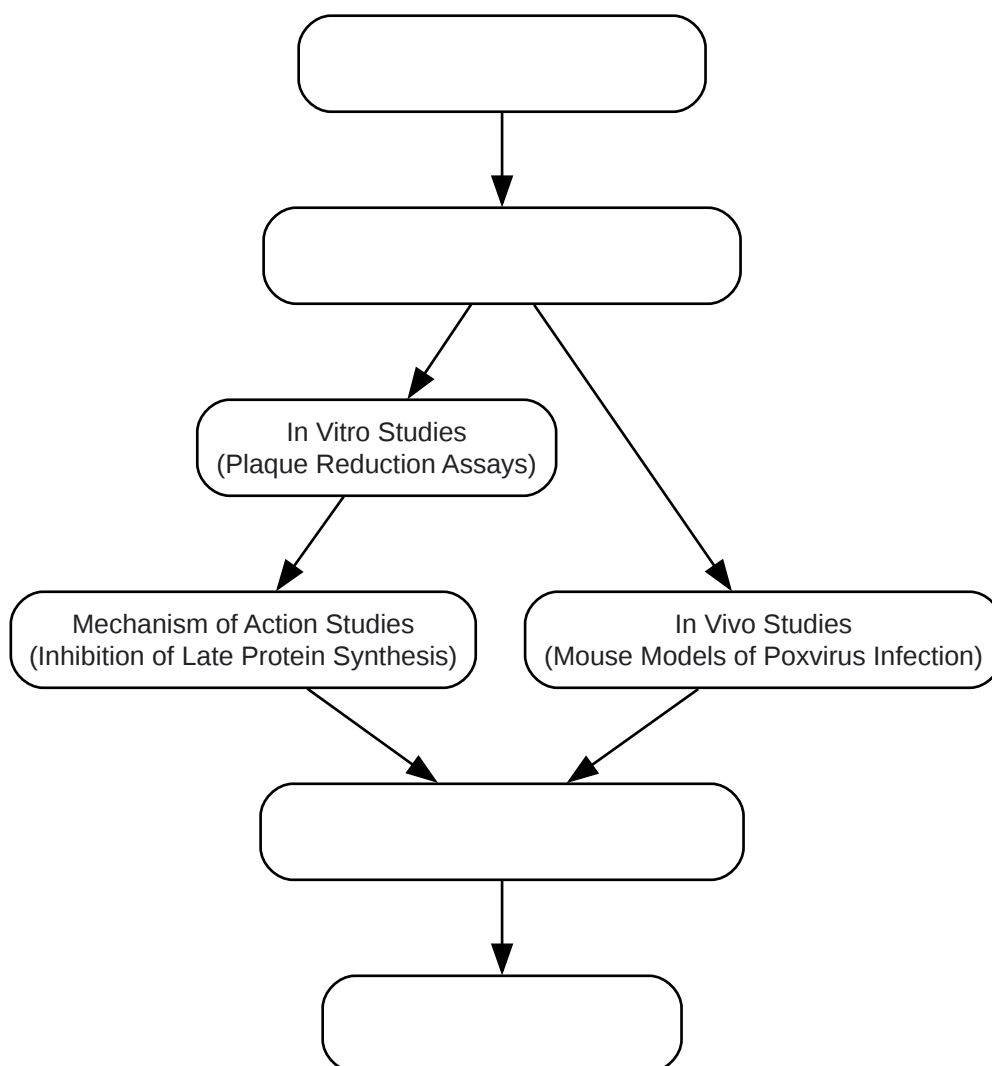 In Vitro Studies
(Plaque Reduction Assays)
Mechanism of Action Studies
(Inhibition of Late Protein Synthesis)
In Vivo Studies
(Mouse Models of Poxvirus Infection)